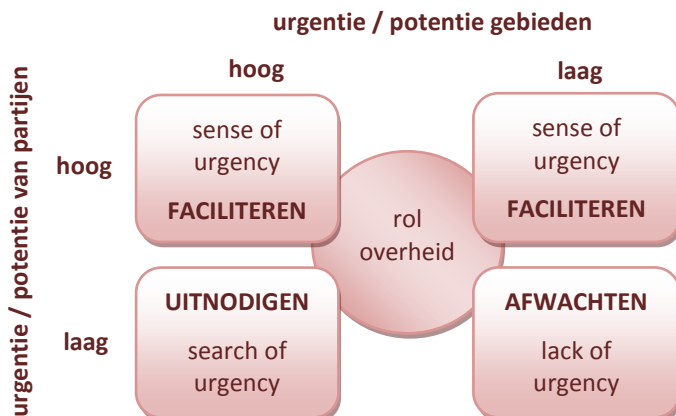 urgentie / potentie gebieden
hoog
laag
urgentie / potentie van partijen
hoog
sense of
urgency
FACILITEREN
sense of
urgency
FACILITEREN
rol
overheid
laag
UITNODIGEN
search of
urgency
AFWACHTEN
lack of
urgency